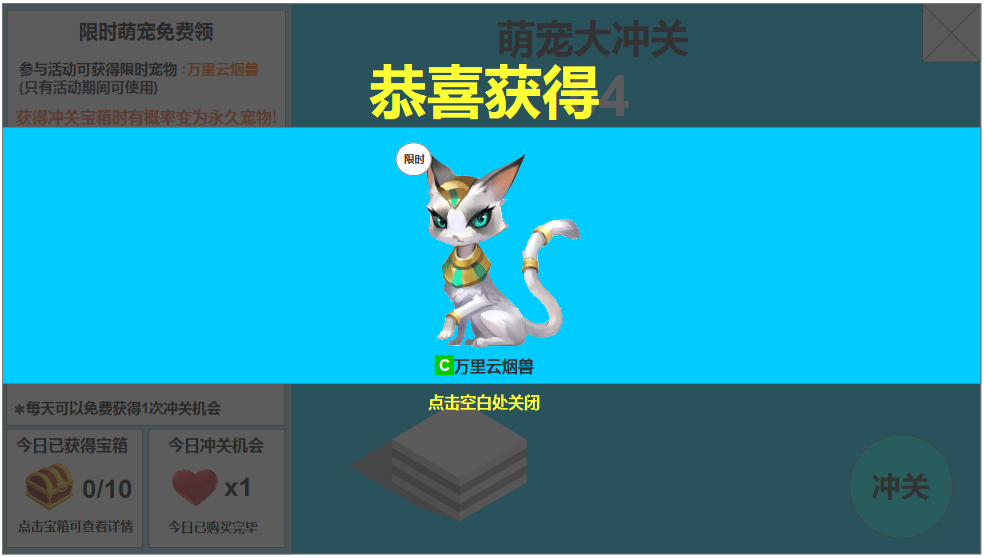 限时萌宠免费领
参与活动可获得限时宠物 :万里云烟兽
(只有活动期间可使用)
获得冲关宝箱时有概率变为永久宠物!
萌宠大冲关
4
恭喜获得
限时
C万里云烟兽
点击空白处关闭
*每天可以免费获得1次冲关机会
今日已获得宝箱
0/10
点击宝箱可查看详情
今日冲关机会
x1
今日已购买完毕
冲关